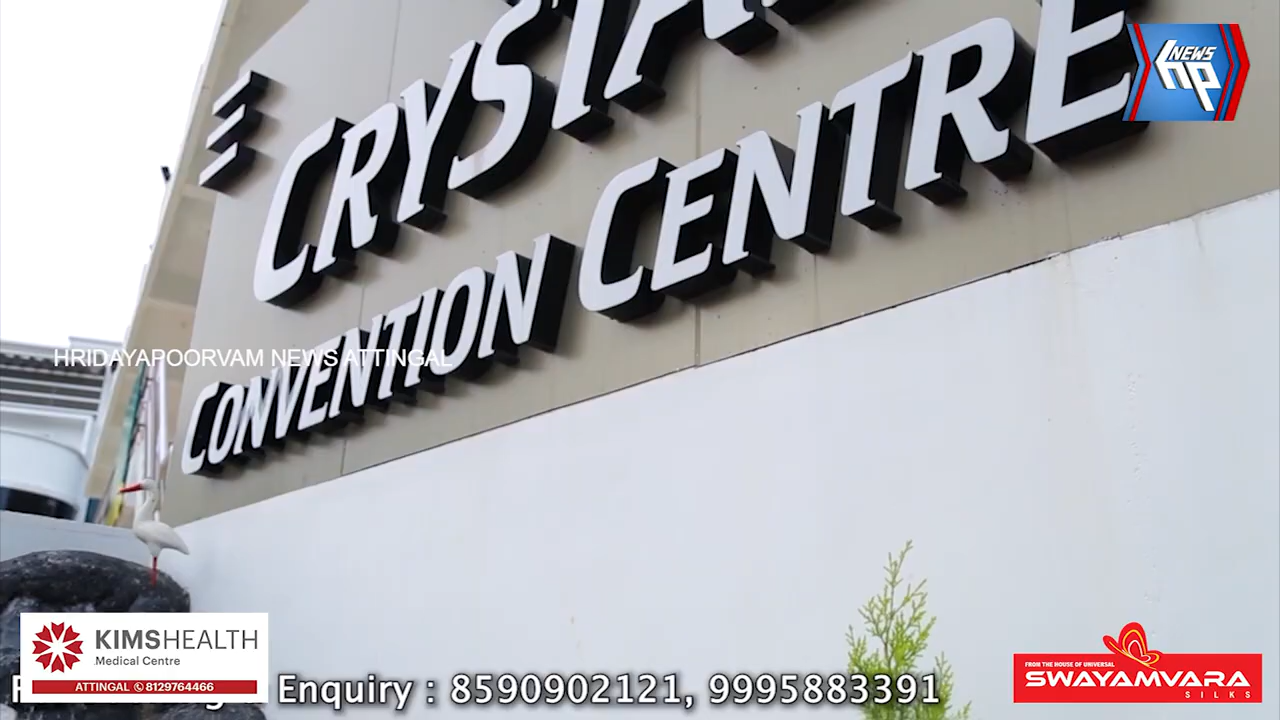 CRYSTAL
CONVENTION CENTRE
NEWS
HP
HRIDAYAPOORVAM NEWS ATTINGAL
KIMSHEALTH
Medical Centre
ATTINGAL 8129764466
Enquiry : 8590902121, 9995883391
FROM THE HOUSE OF UNIVERSAL
SWAYAMVARA
SILKS